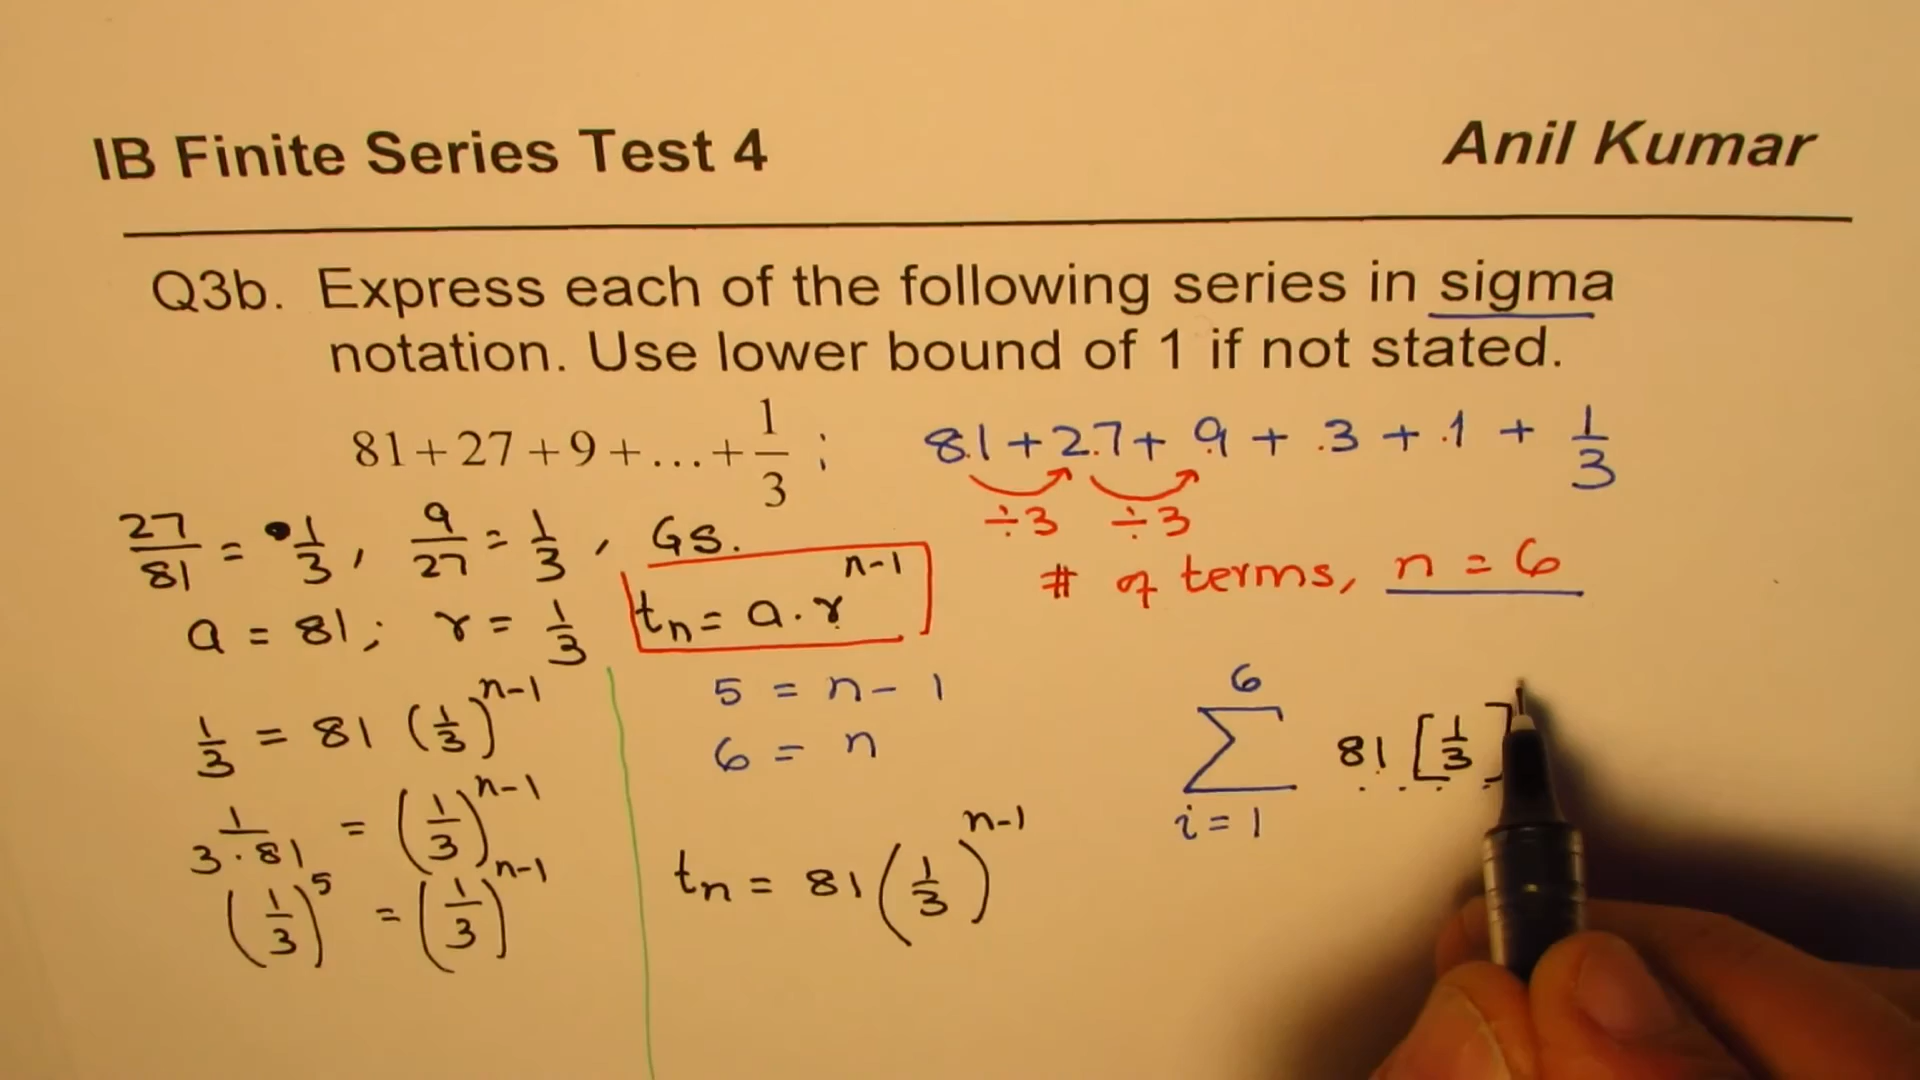 IB Finite Series Test 4
Anil Kumar
Q3b. Express each of the following series in sigma
notation. Use lower bound of 1 if not stated.
81+27+9+...+1/3 ;
81+27+9+3+1+1/3
÷3 ÷3
27/81 = 1/3, 9/27 = 1/3, GS.
# of terms, n = 6
a = 81; r = 1/3
tn = a·r^(n-1)
1/3 = 81 (1/3)^(n-1)
1/(3·81) = (1/3)^(n-1)
(1/3)^5 = (1/3)^(n-1)
5 = n-1
6 = n
tn = 81(1/3)^(n-1)
6
∑ 81[1/3]
i=1